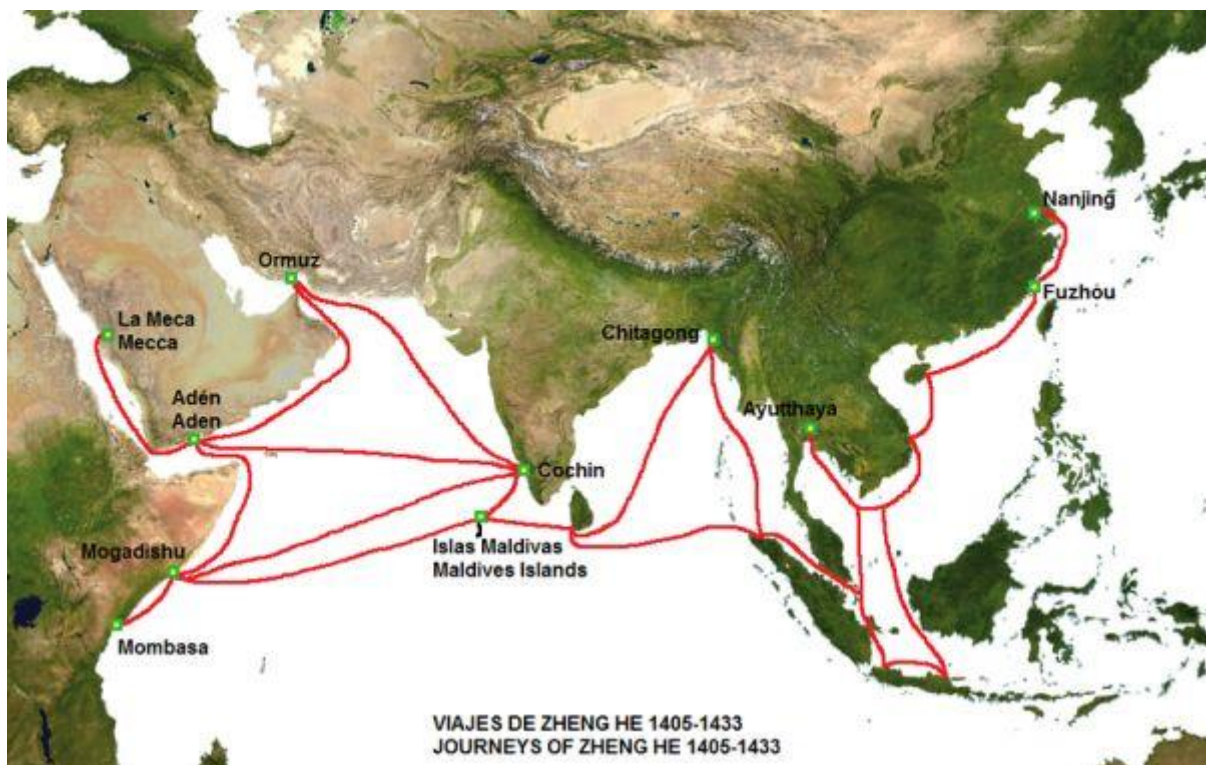 Nanjing
Ormuz
Fuzhou
La Meca
Mecca
Chitagong
Adén
Aden
Ayutthaya
Cochin
Islas Maldivas
Maldives Islands
Mogadishu
Mombasa
VIAJES DE ZHENG HE 1405-1433
JOURNEYS OF ZHENG HE 1405-1433